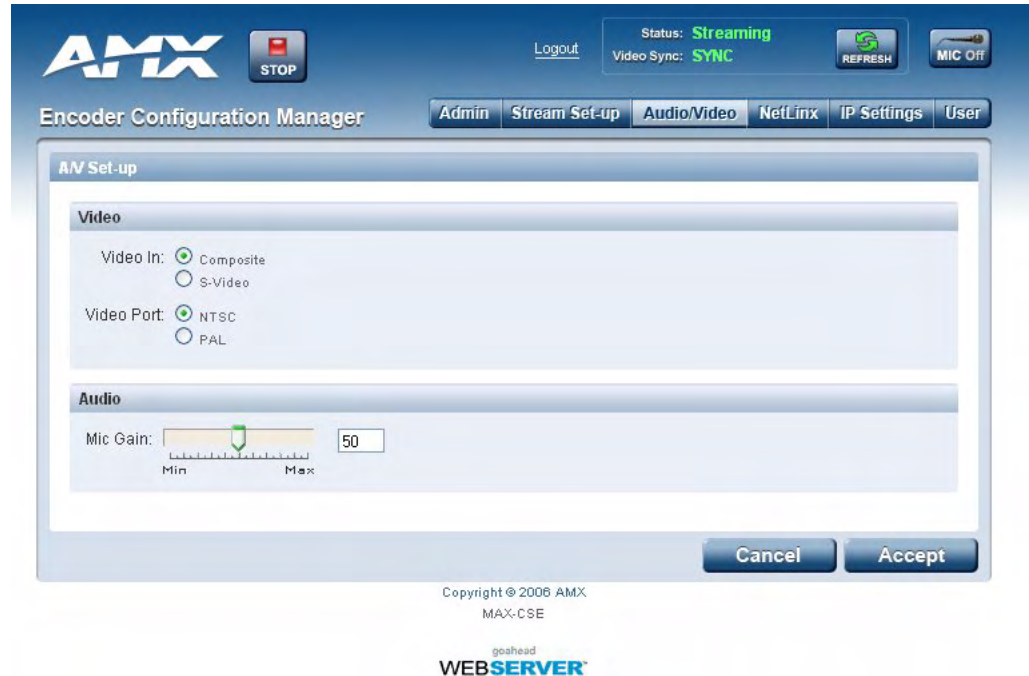 AMX
STOP
Logout
Status: Streaming
Video Sync: SYNC
REFRESH
MIC Off
Encoder Configuration Manager
Admin
Stream Set-up
Audio/Video
NetLinx
IP Settings
User
A/V Set-up
Video
Video In: Composite
S-Video
Video Port: NTSC
PAL
Audio
Mic Gain: 50
Min Max
Cancel
Accept
Copyright © 2006 AMX
MAX-CSE
goahead
WEBSERVER